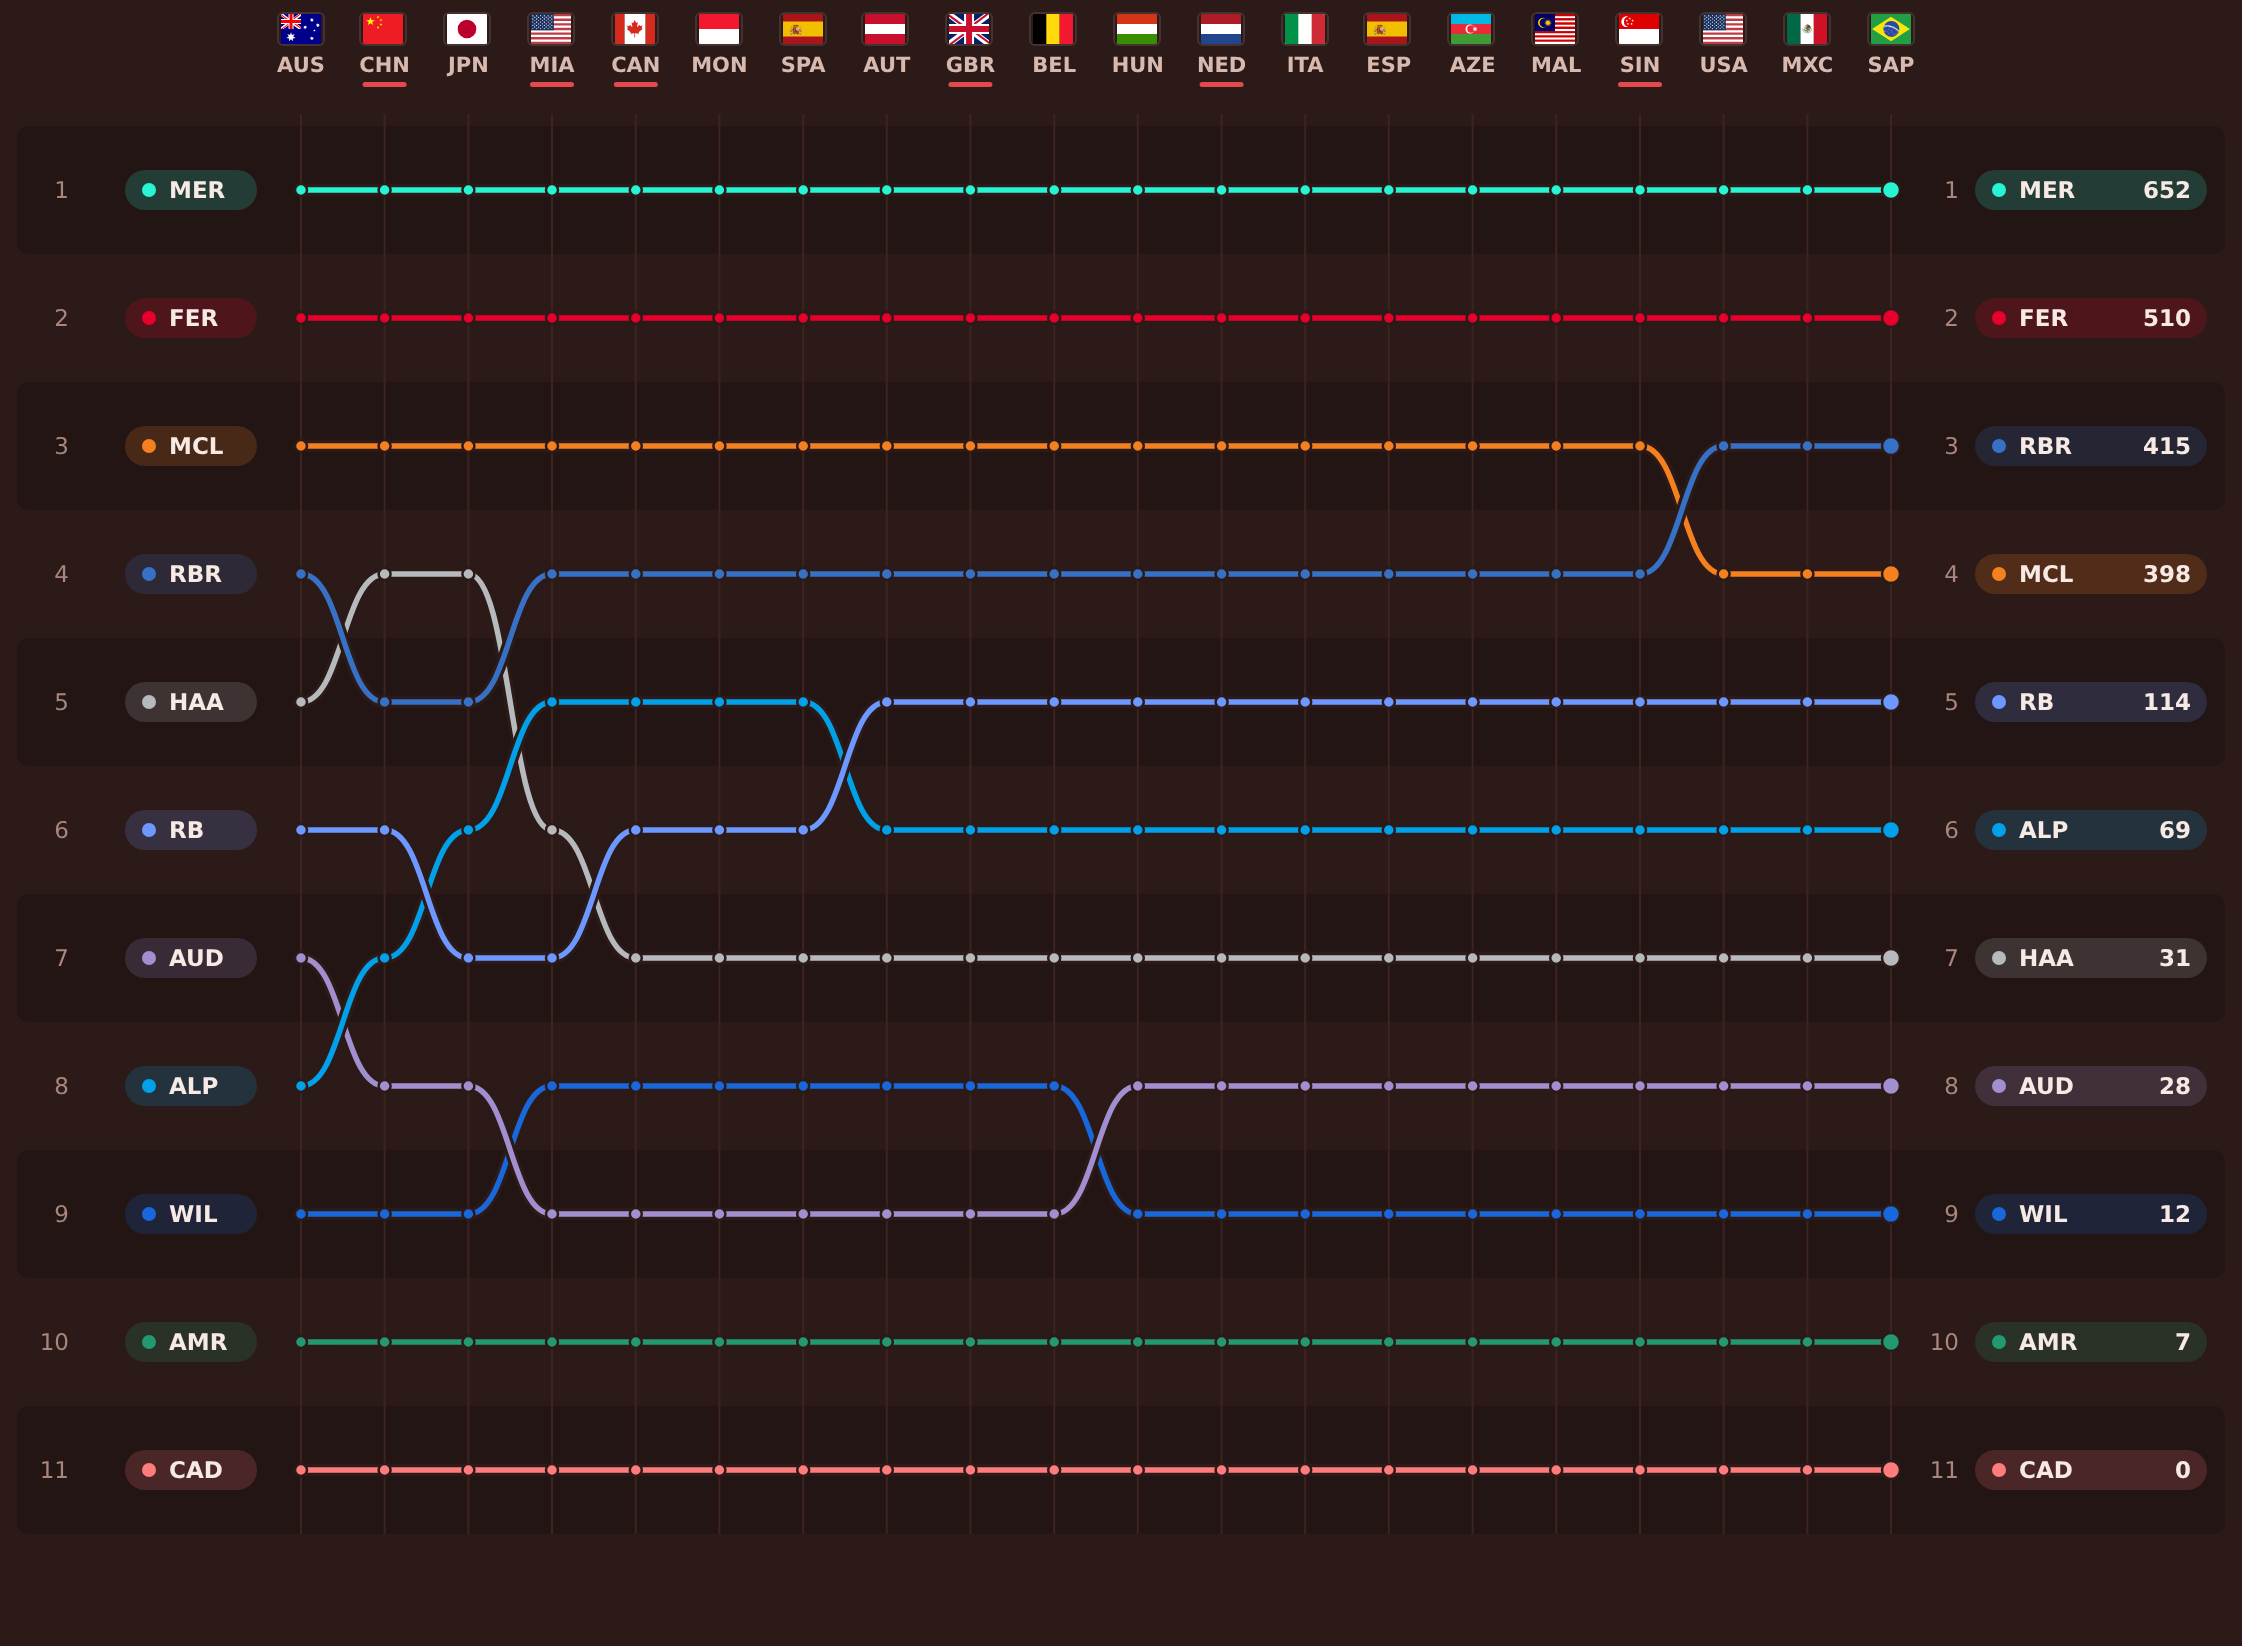 AUS CHN JPN MIA CAN MON SPA AUT GBR BEL HUN NED ITA ESP AZE MAL SIN USA MXC SAP
1 MER 1 MER 652
2 FER 2 FER 510
3 MCL 3 RBR 415
4 RBR 4 MCL 398
5 HAA 5 RB 114
6 RB 6 ALP 69
7 AUD 7 HAA 31
8 ALP 8 AUD 28
9 WIL 9 WIL 12
10 AMR 10 AMR 7
11 CAD 11 CAD 0